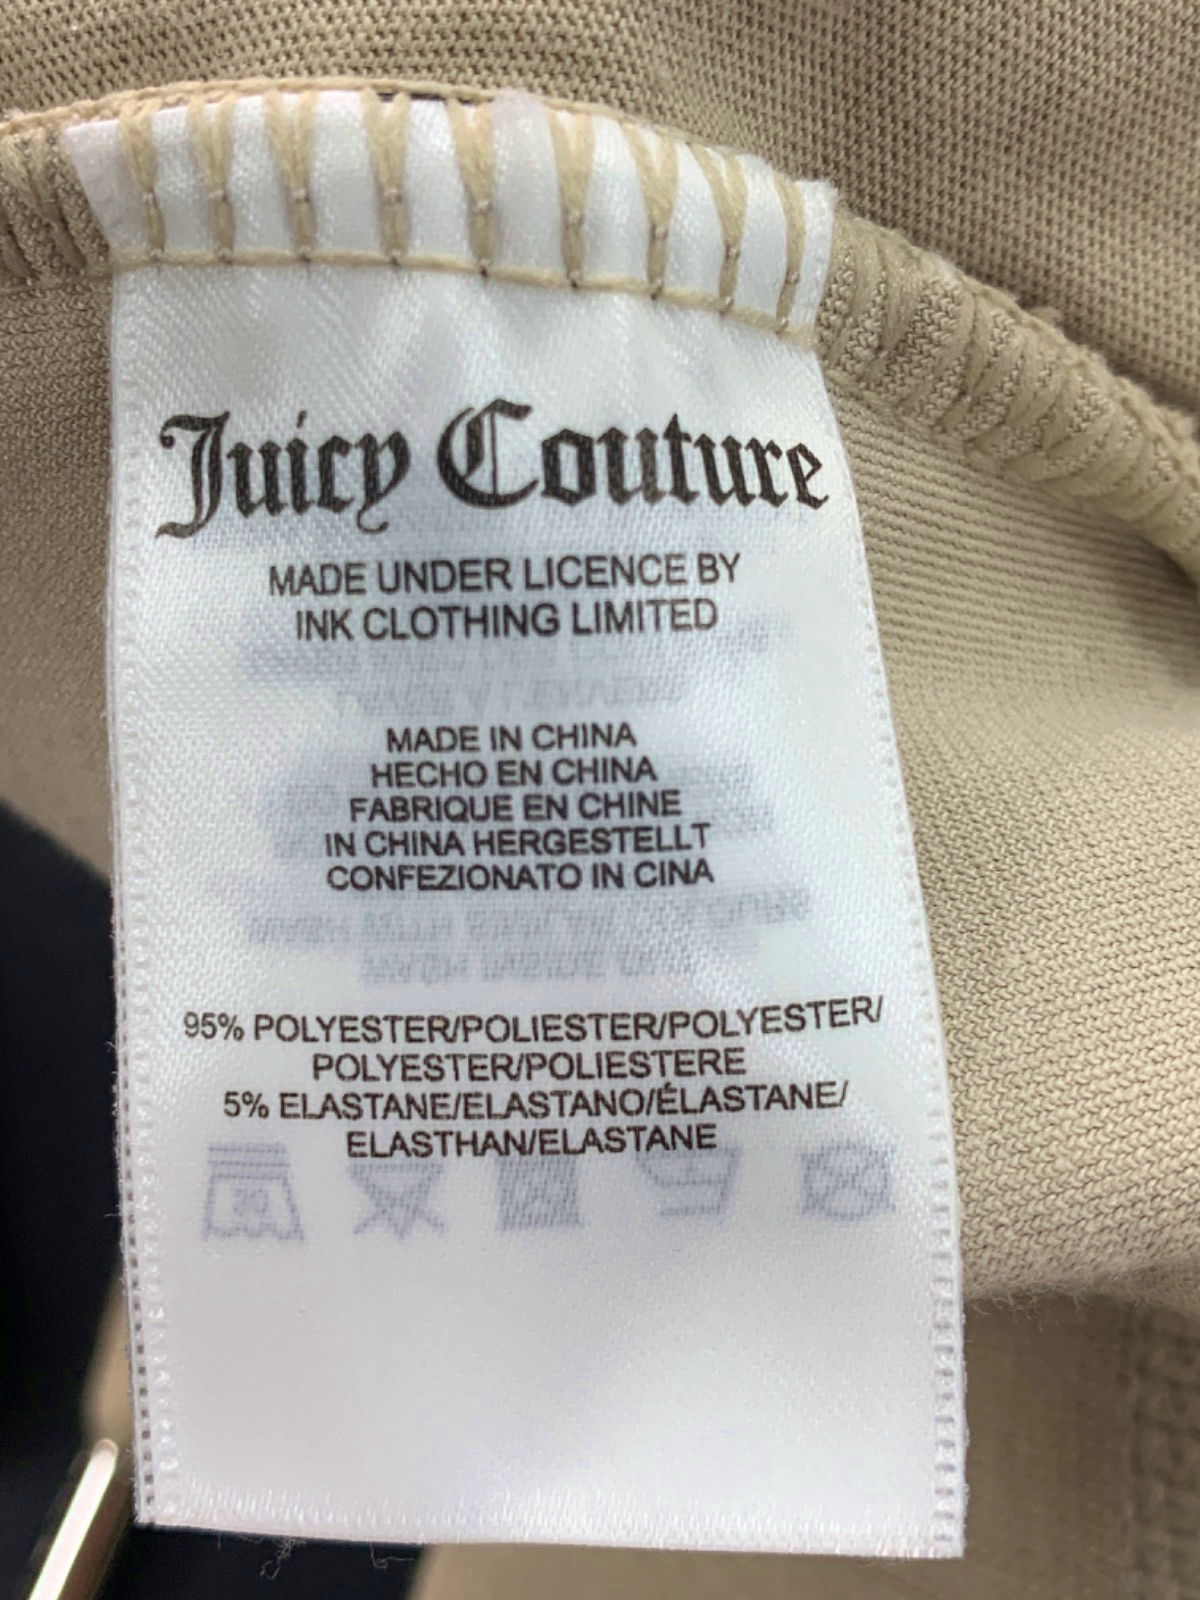 Juicy Couture
MADE UNDER LICENCE BY
INK CLOTHING LIMITED
MADE IN CHINA
HECHO EN CHINA
FABRIQUE EN CHINE
IN CHINA HERGESTELLT
CONFEZIONATO IN CINA
95% POLYESTER/POLIESTER/POLYESTER/
POLYESTER/POLIESTERE
5% ELASTANE/ELASTANO/ÉLASTANE/
ELASTHAN/ELASTANE